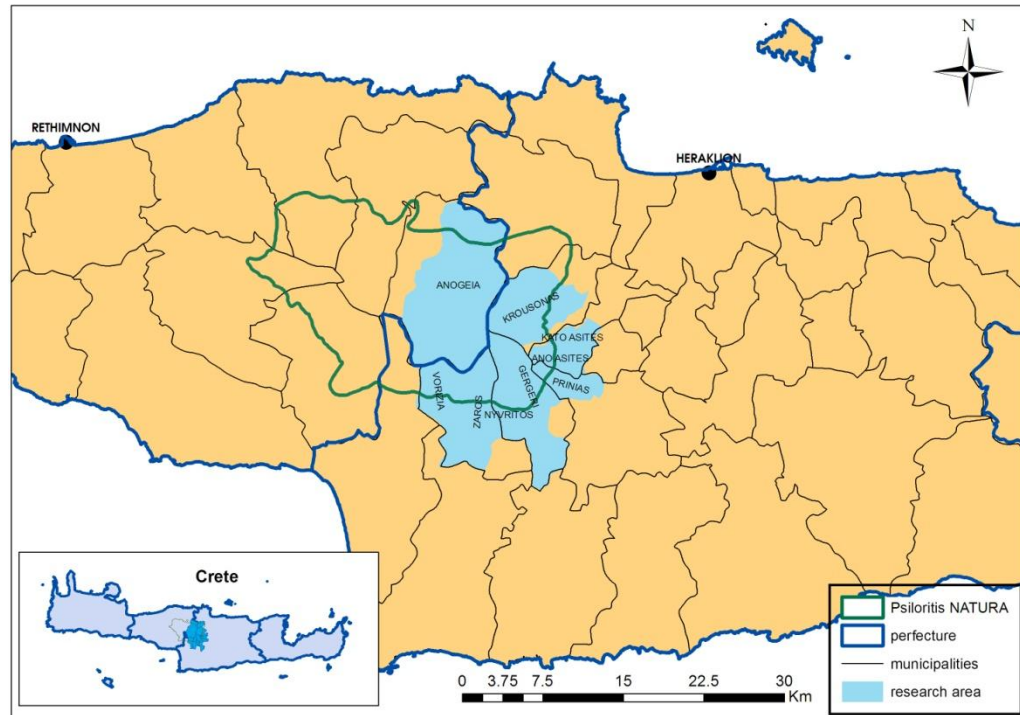 N
RETHIMNON
HERAKLION
ANOGEIA
KROUSONAS
KATO ASITES
ANO ASITES
PRINIAS
GERGERI
VORIZIA
ZAROS
NYVRITOS
Crete
Psiloritis NATURA
perfecture
municipalities
research area
0 3.75 7.5 15 22.5 30
Km